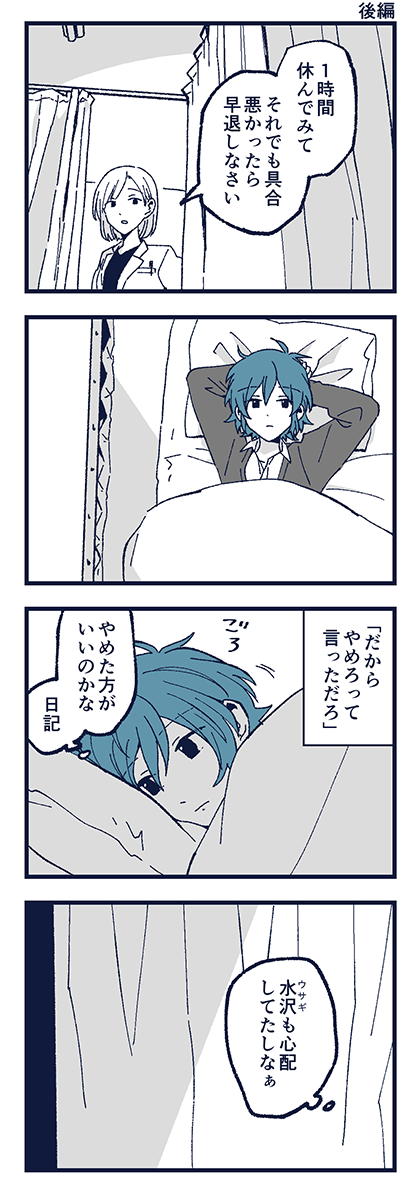 後編
1時間
休んでみて
それでも具合
悪かったら
早退しなさい
「だから
やめろって
言っただろ」
ごろ
やめた方が
いいのかな
日記
ウサギ
水沢も心配
してたしなぁ